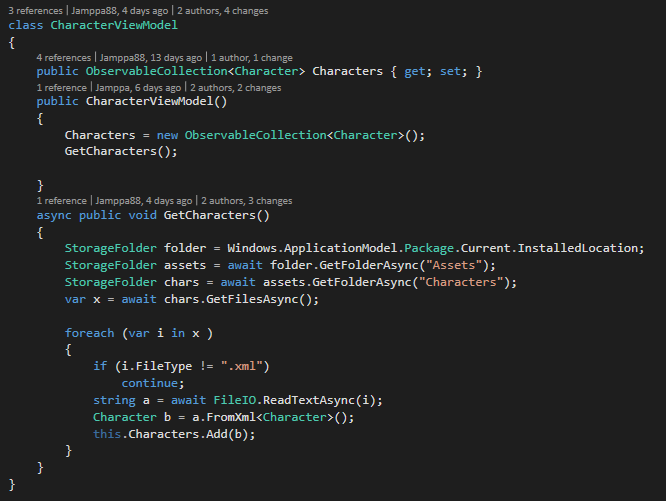 3 references | Jamppa88, 4 days ago | 2 authors, 4 changes
class CharacterViewModel
{
4 references | Jamppa88, 13 days ago | 1 author, 1 change
public ObservableCollection<Character> Characters { get; set; }
1 reference | Jamppa, 6 days ago | 2 authors, 2 changes
public CharacterViewModel()
{
Characters = new ObservableCollection<Character>();
GetCharacters();
}
1 reference | Jamppa88, 4 days ago | 2 authors, 3 changes
async public void GetCharacters()
{
StorageFolder folder = Windows.ApplicationModel.Package.Current.InstalledLocation;
StorageFolder assets = await folder.GetFolderAsync("Assets");
StorageFolder chars = await assets.GetFolderAsync("Characters");
var x = await chars.GetFilesAsync();
foreach (var i in x )
{
if (i.FileType != ".xml")
continue;
string a = await FileIO.ReadTextAsync(i);
Character b = a.FromXml<Character>();
this.Characters.Add(b);
}
}
}